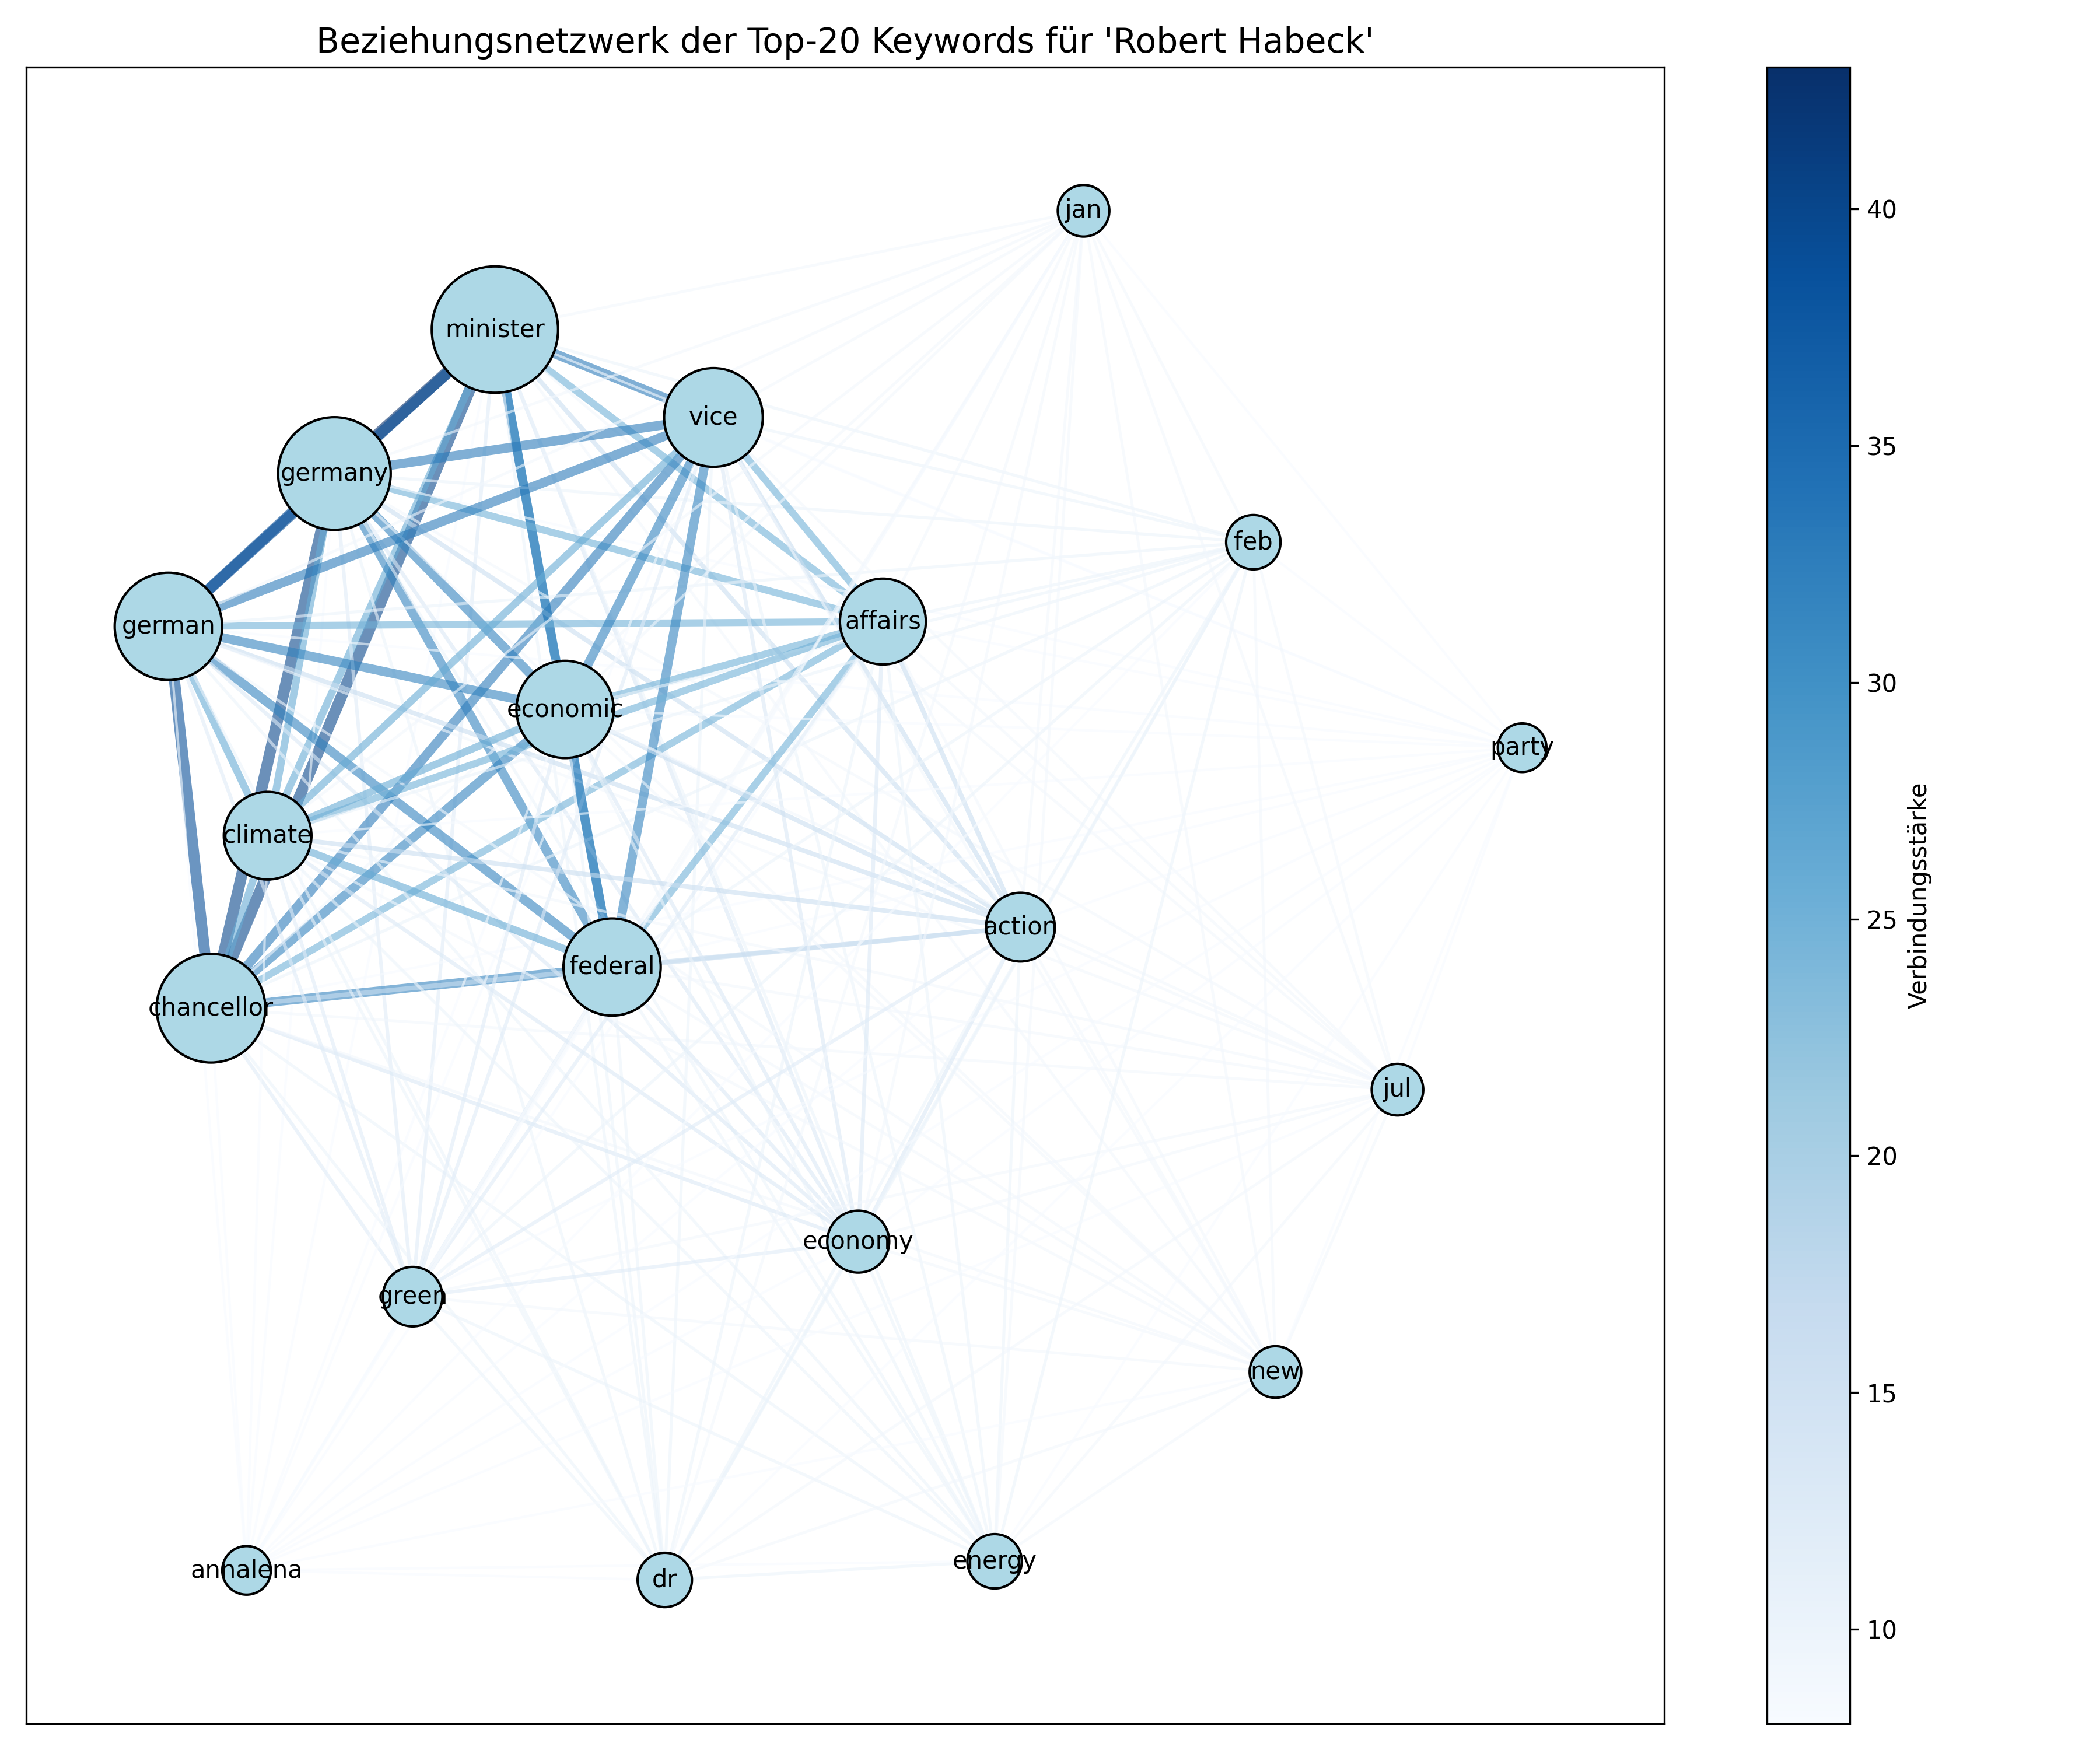 Beziehungsnetzwerk der Top-20 Keywords für 'Robert Habeck'
jan
minister
vice
germany
feb
german
affairs
economic
party
climate
action
federal
chancellor
jul
economy
green
new
annalena
dr
energy
40
35
30
25
20
15
10
Verbindungsstärke